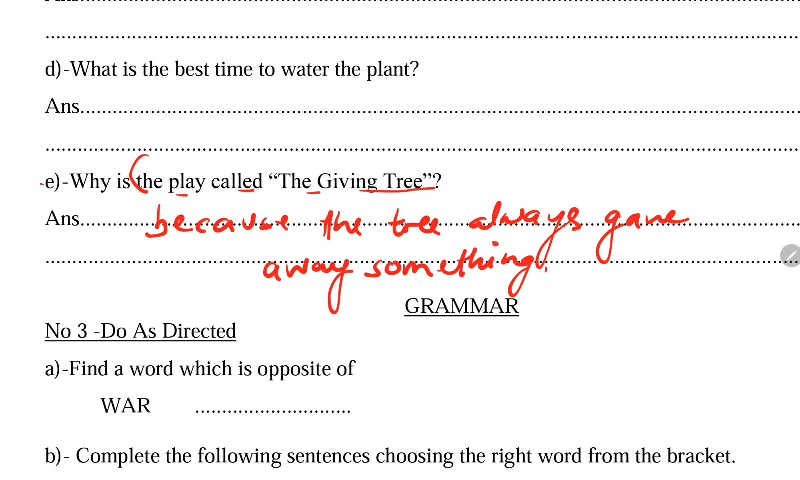 d)-What is the best time to water the plant?
Ans...............................................................................................................................
...............................................................................................................................
e)-Why is the play called “The Giving Tree”?
Ans...............................................................................................................................
because the tree always gave
...............................................................................................................................
away something.
GRAMMAR
No 3 -Do As Directed
a)-Find a word which is opposite of
WAR .............................
b)- Complete the following sentences choosing the right word from the bracket.